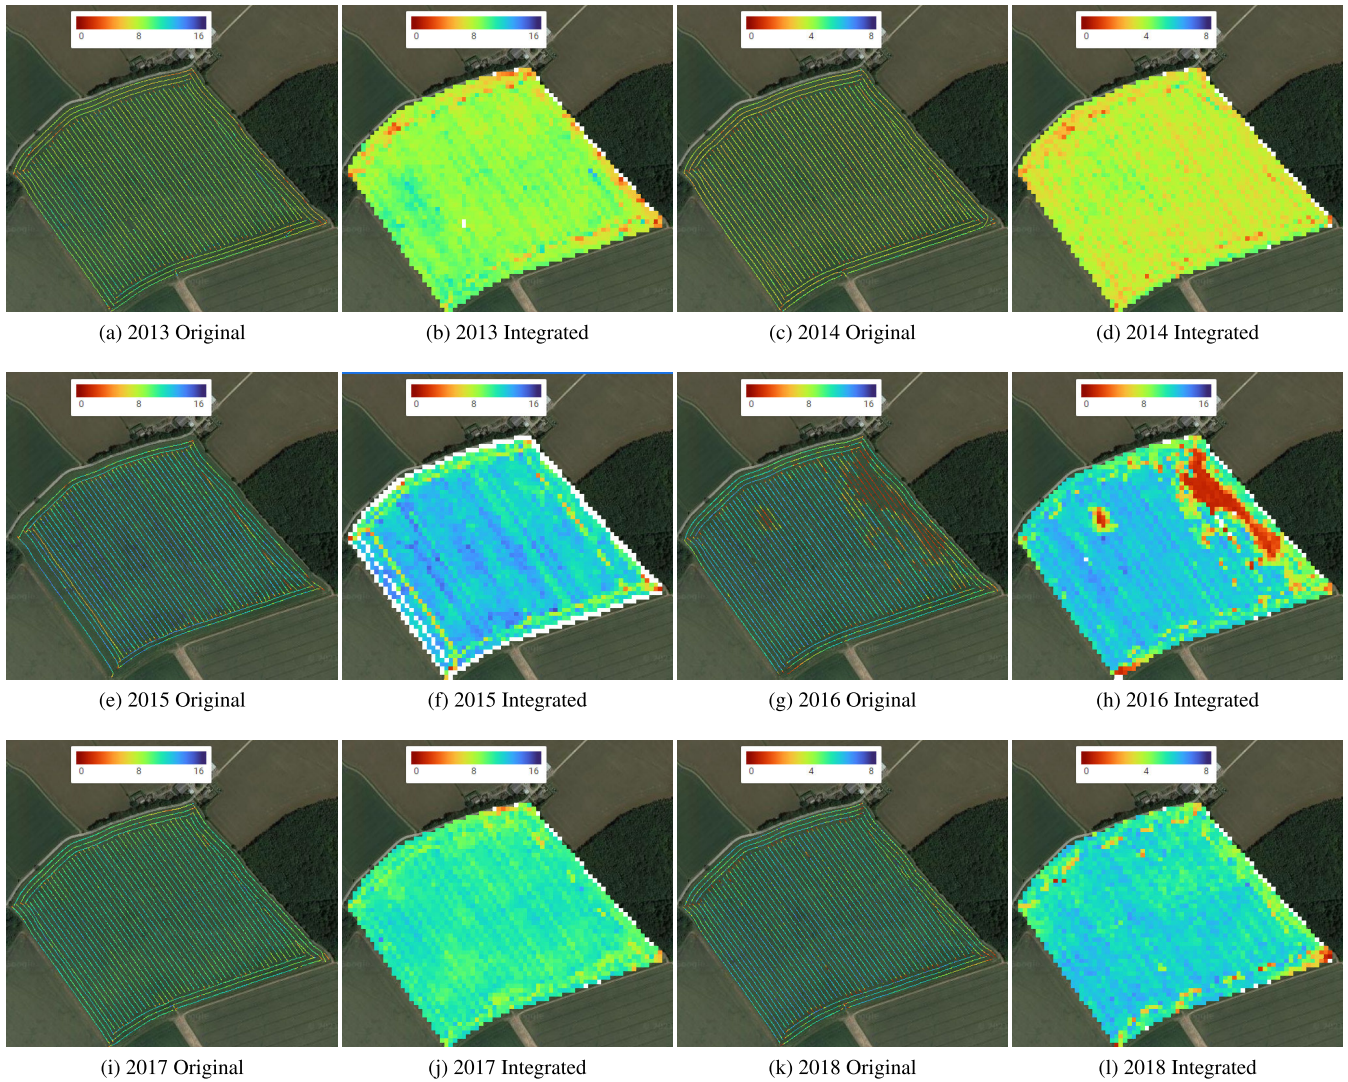 0 8 16
0 8 16
0 4 8
0 4 8
(a) 2013 Original
(b) 2013 Integrated
(c) 2014 Original
(d) 2014 Integrated
0 8 16
0 8 16
0 8 16
0 8 16
(e) 2015 Original
(f) 2015 Integrated
(g) 2016 Original
(h) 2016 Integrated
0 8 16
0 8 16
0 4 8
0 4 8
(i) 2017 Original
(j) 2017 Integrated
(k) 2018 Original
(l) 2018 Integrated